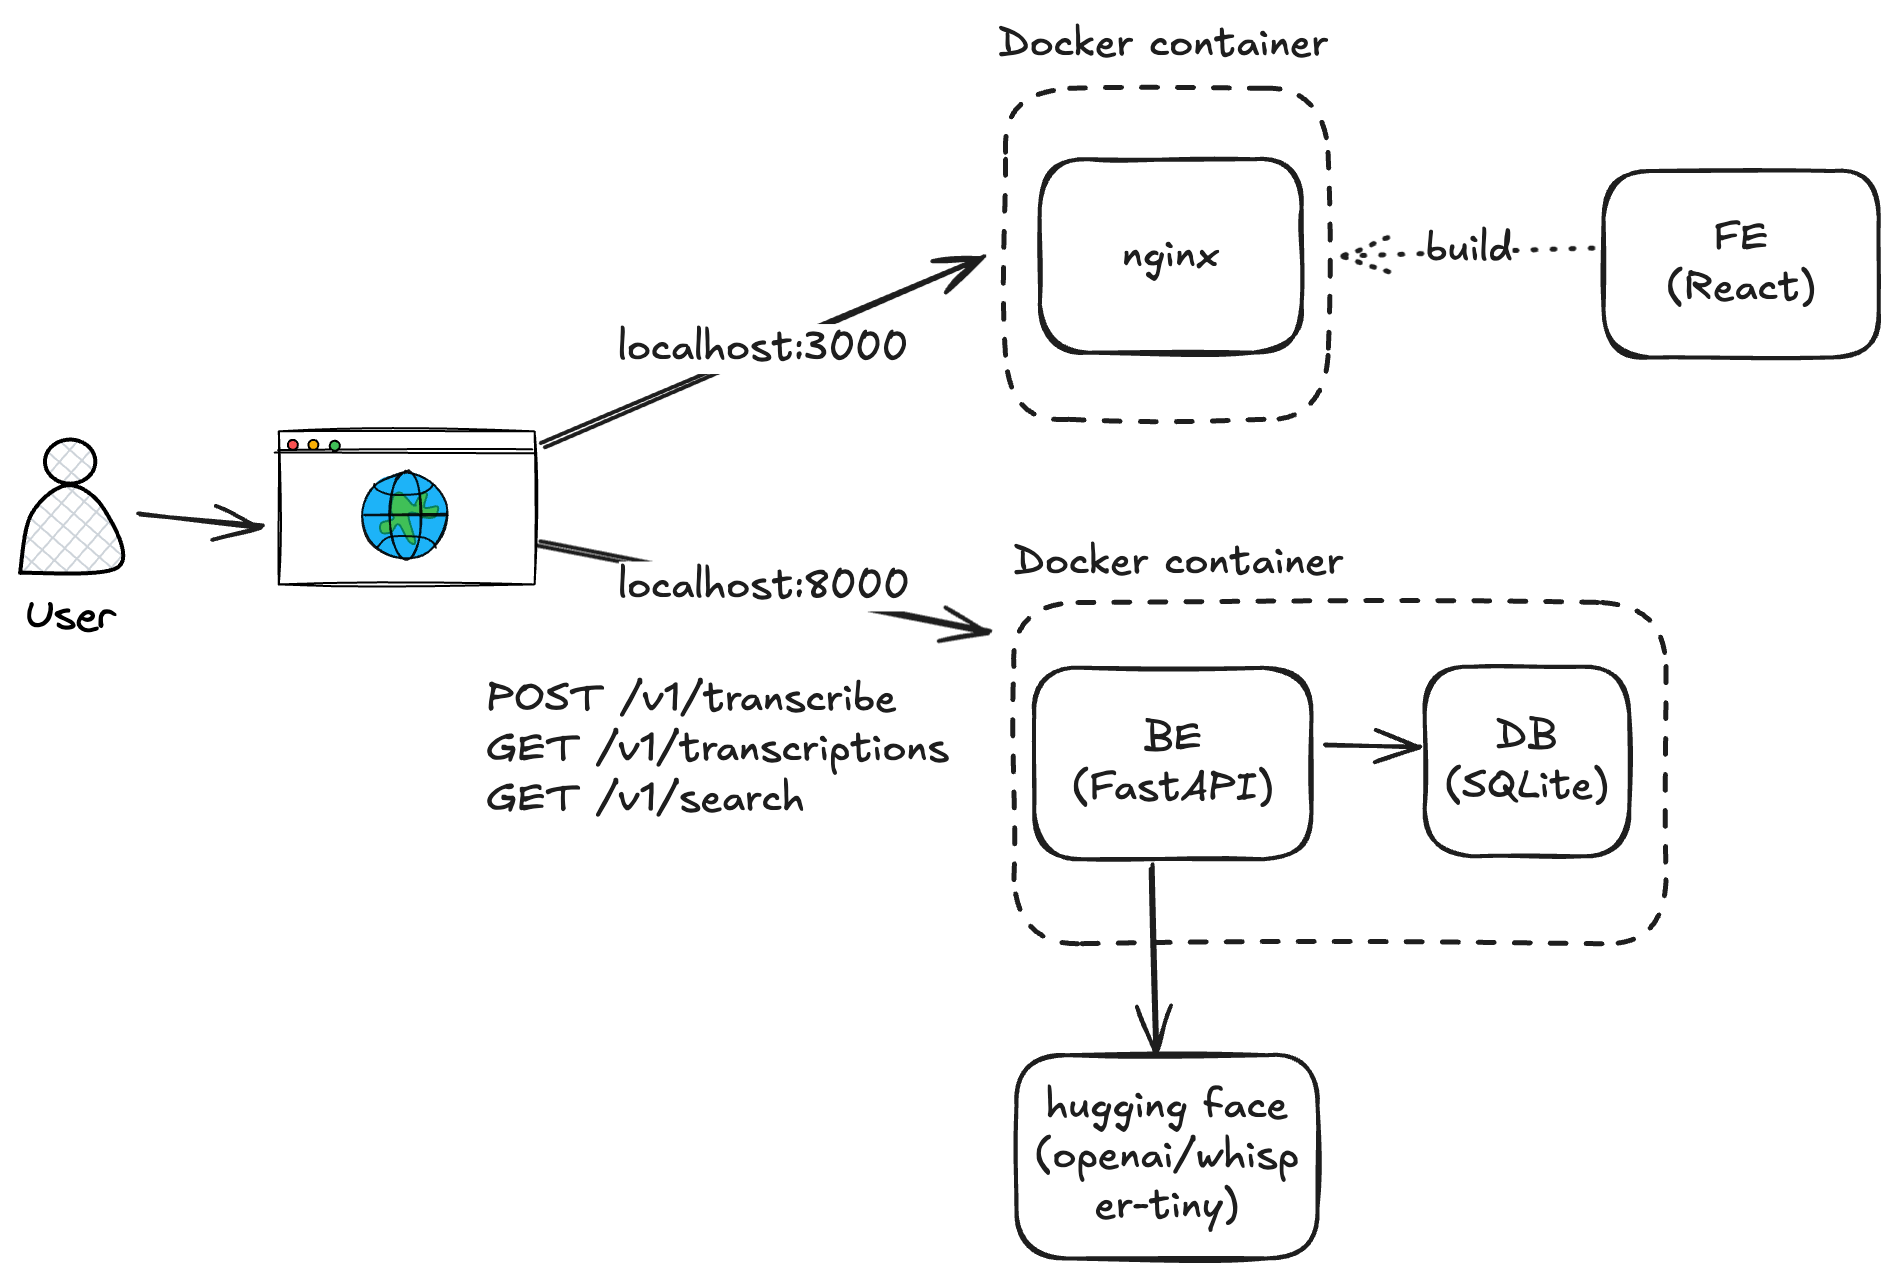 Docker container
nginx
build
FE
(React)
localhost:3000
User
localhost:8000
POST /v1/transcribe
GET /v1/transcriptions
GET /v1/search
Docker container
BE
(FastAPI)
DB
(SQLite)
hugging face
(openai/whisp
er-tiny)